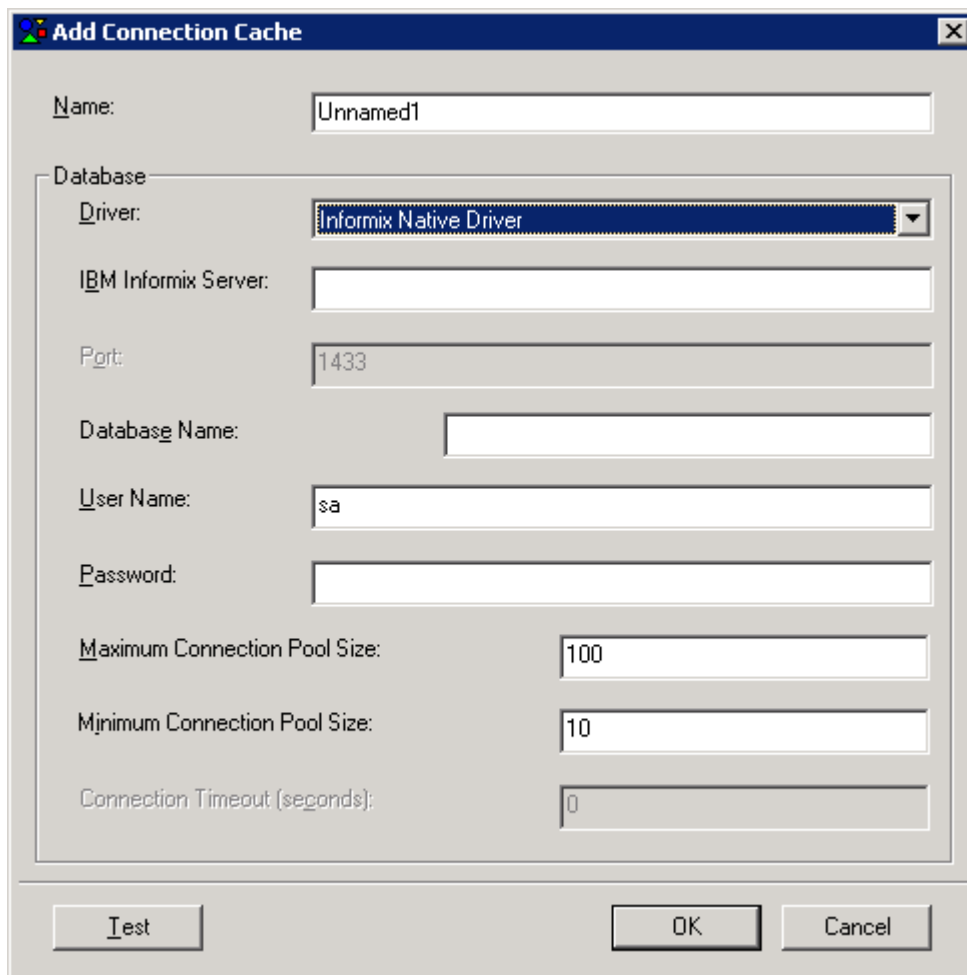 Add Connection Cache
Name: Unnamed1
Database
Driver: Informix Native Driver
IBM Informix Server:
Port: 1433
Database Name:
User Name: sa
Password:
Maximum Connection Pool Size: 100
Minimum Connection Pool Size: 10
Connection Timeout (seconds): 0
Test OK Cancel